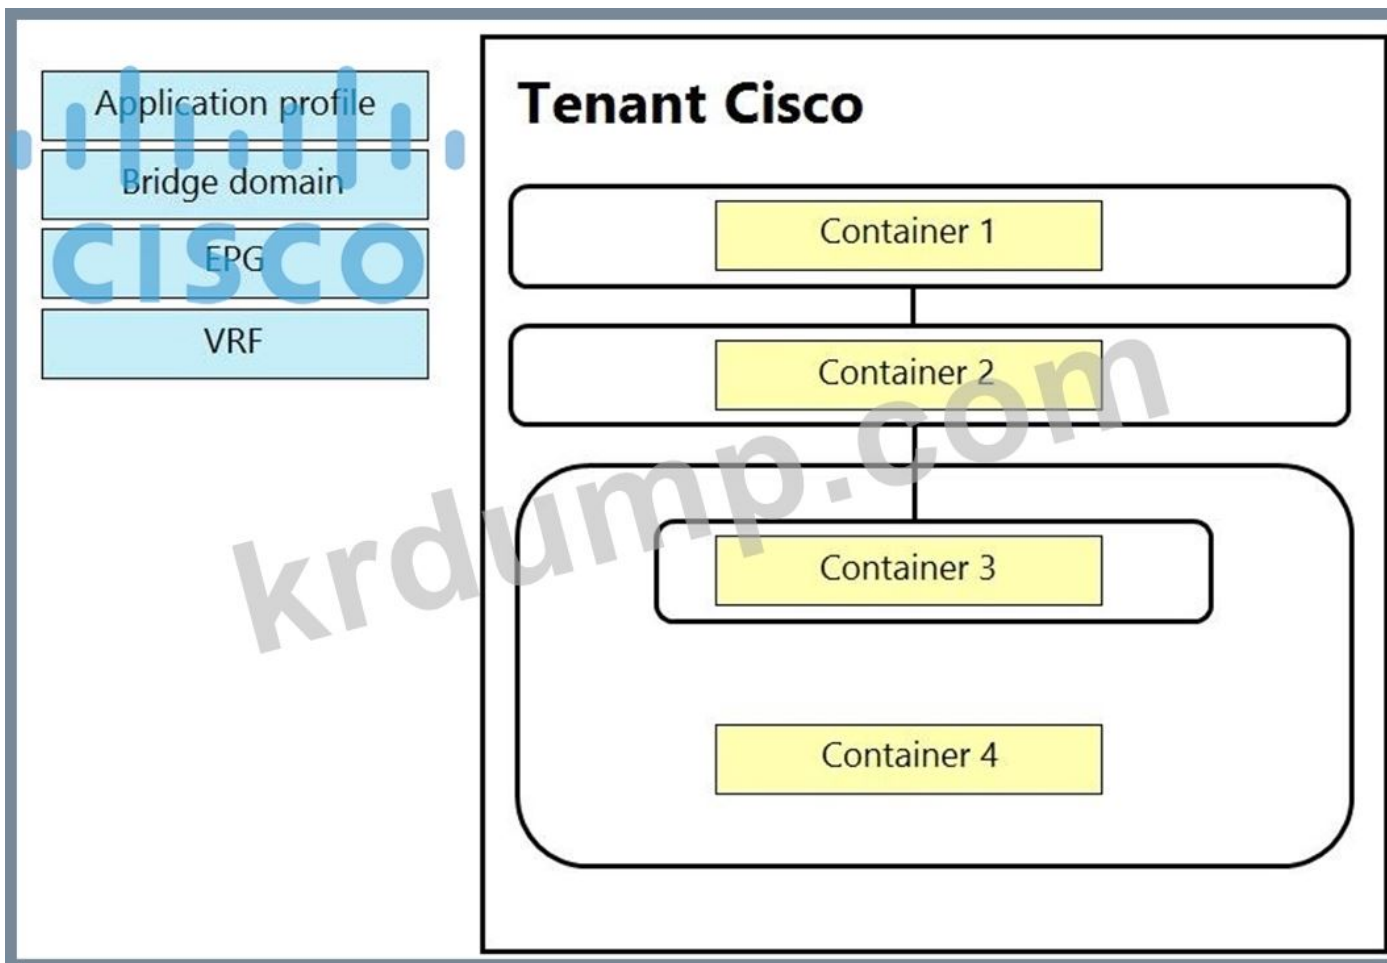 Application profile
Bridge domain
EPG
VRF
CISCO
Tenant Cisco
Container 1
Container 2
Container 3
Container 4
krdump.com